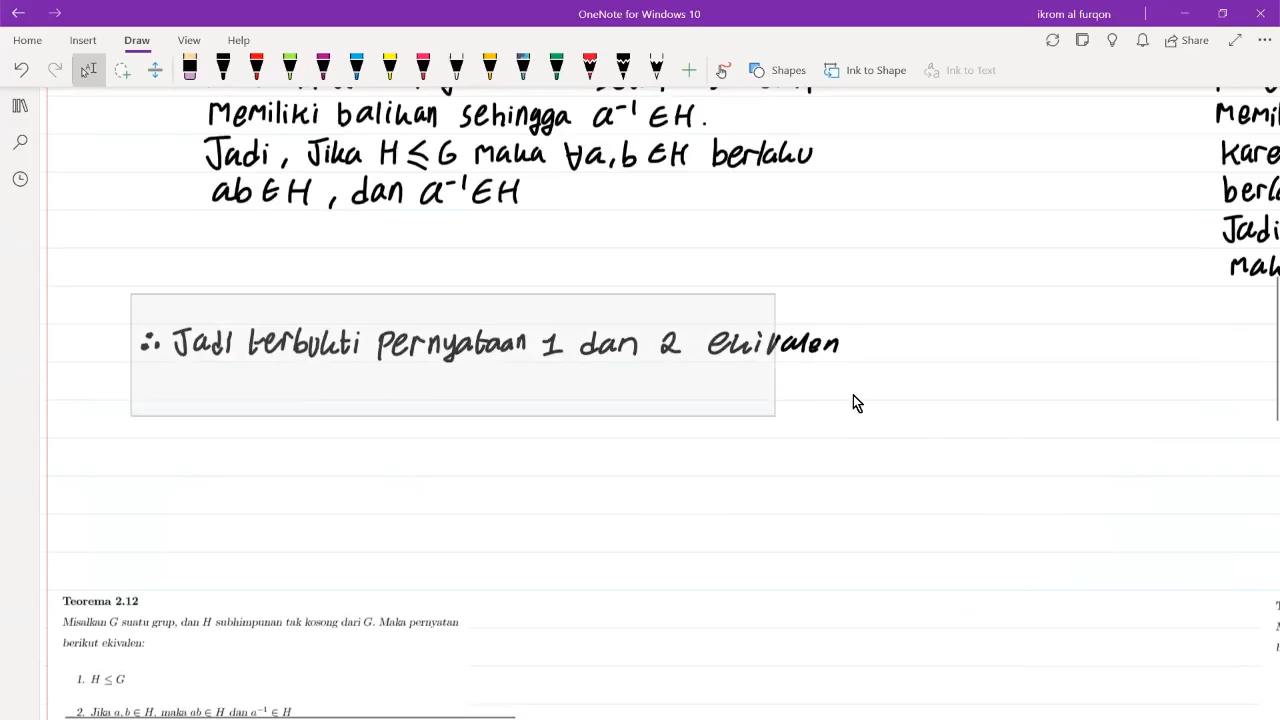 OneNote for Windows 10
ikrom al furqon
Home Insert Draw View Help
Share
Shapes Ink to Shape Ink to Text
Memiliki balikan sehingga a⁻¹ ∈ H.
Jadi, Jika H ≤ G maka ∀a, b ∈ H berlaku
ab ∈ H, dan a⁻¹ ∈ H
∴ Jadi terbukti pernyataan 1 dan 2 ekivalen
Jadi
Teorema 2.12
Misalkan G suatu grup, dan H subhimpunan tak kosong dari G. Maka pernyatan
berikut ekivalen:
1. H ≤ G
2. Jika a, b ∈ H, maka ab ∈ H dan a⁻¹ ∈ H